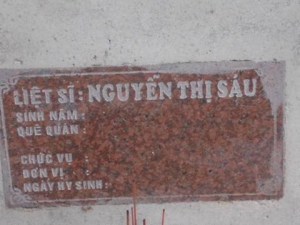 LIỆT SĨ : NGUYỄN THỊ SÁU
SINH NĂM :
QUÊ QUÁN :
CHỨC VỤ :
ĐƠN VỊ :
NGÀY HY SINH :